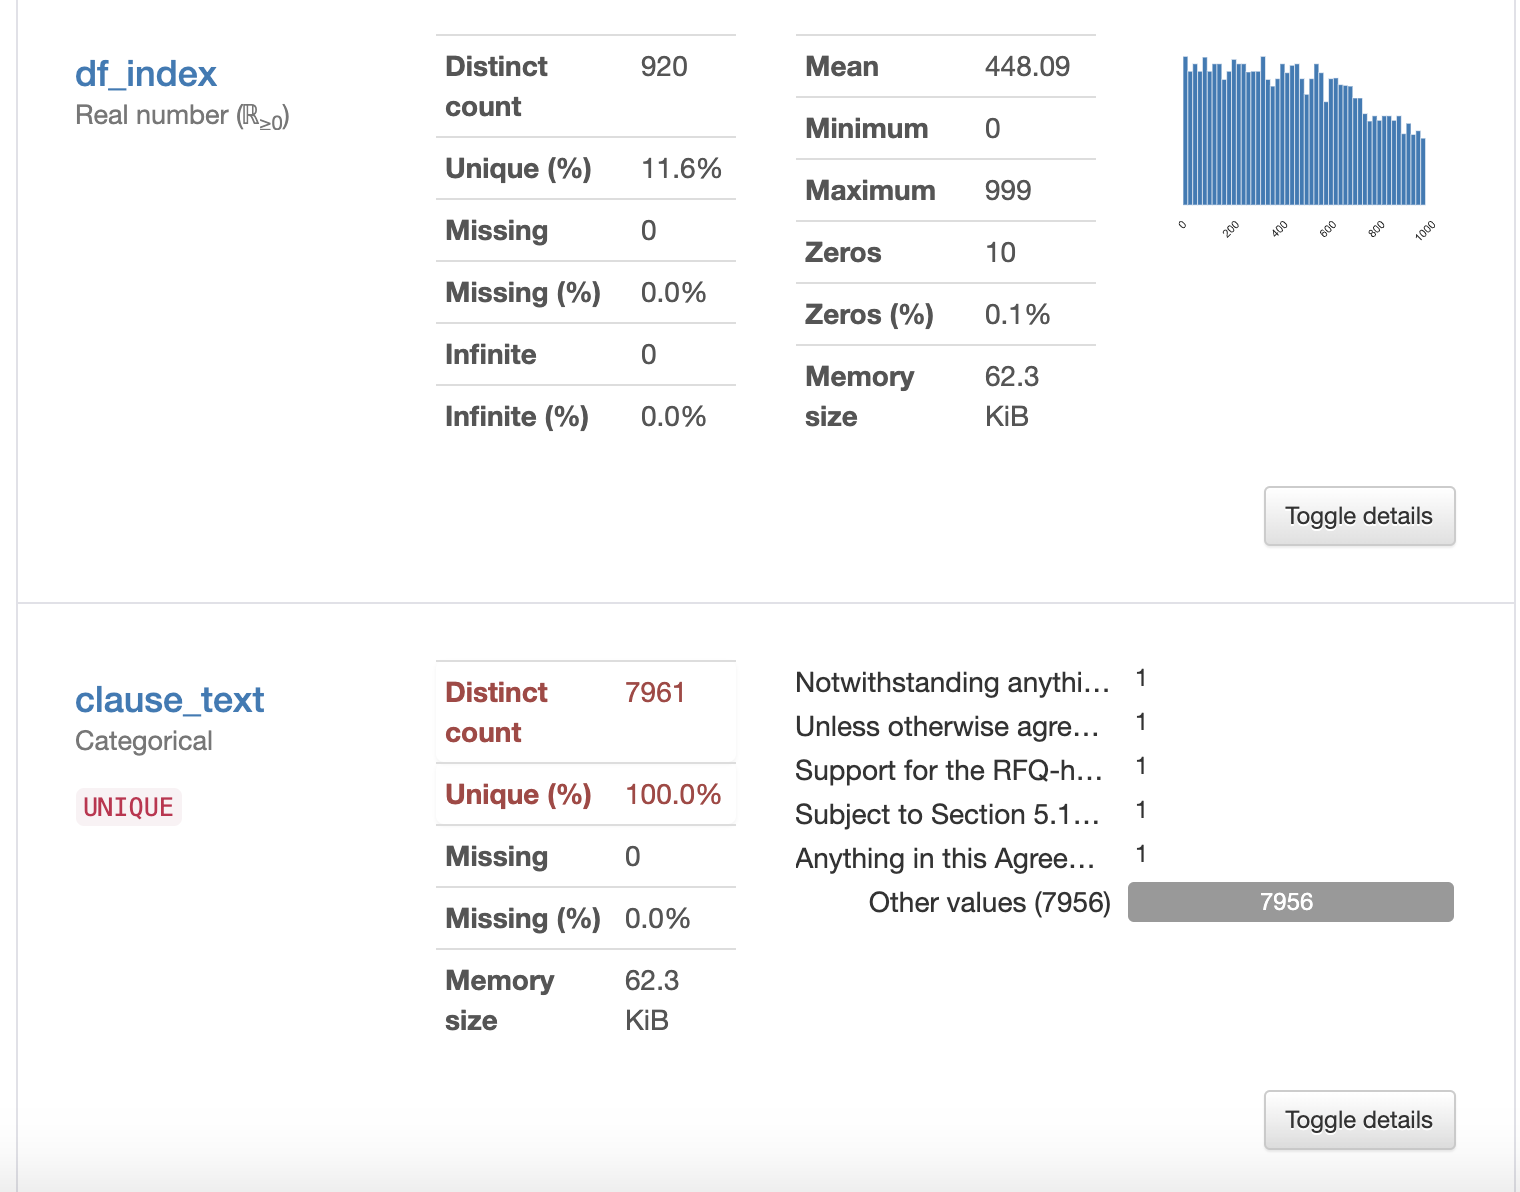 df_index
Real number (ℝ≥0)
Distinct count 920
Unique (%) 11.6%
Missing 0
Missing (%) 0.0%
Infinite 0
Infinite (%) 0.0%
Mean 448.09
Minimum 0
Maximum 999
Zeros 10
Zeros (%) 0.1%
Memory size 62.3 KiB
0 200 400 600 800 1000
Toggle details
clause_text
Categorical
UNIQUE
Distinct count 7961
Unique (%) 100.0%
Missing 0
Missing (%) 0.0%
Memory size 62.3 KiB
Notwithstanding anythi... 1
Unless otherwise agre... 1
Support for the RFQ-h... 1
Subject to Section 5.1... 1
Anything in this Agree... 1
Other values (7956) 7956
Toggle details